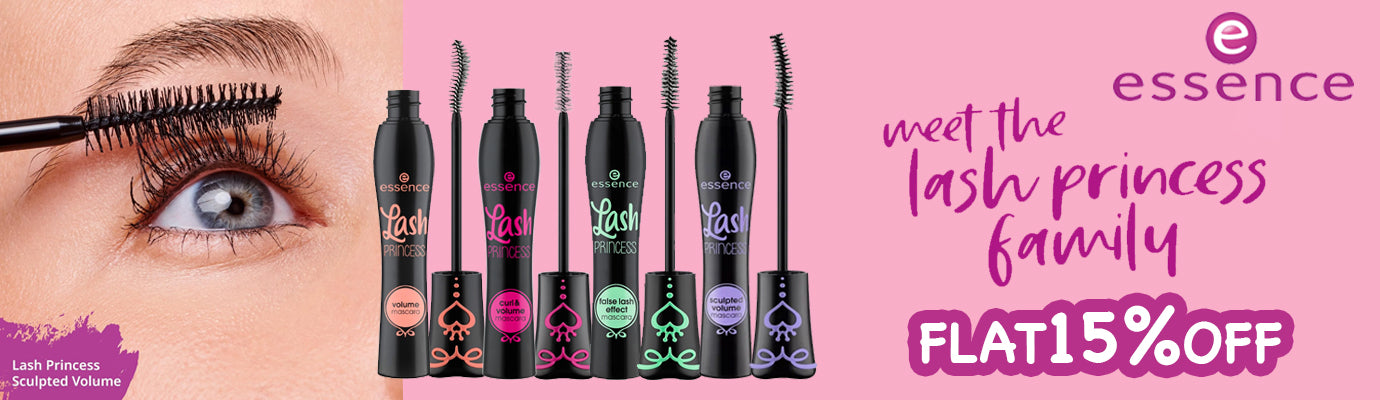 Lash Princess
Sculpted Volume
essence
Lash
PRINCESS
volume
mascara
essence
Lash
PRINCESS
curl &
volume
mascara
essence
Lash
PRINCESS
false lash
effect
mascara
essence
Lash
PRINCESS
sculpted
volume
mascara
e
essence
meet the
lash princess
family
FLAT15%OFF